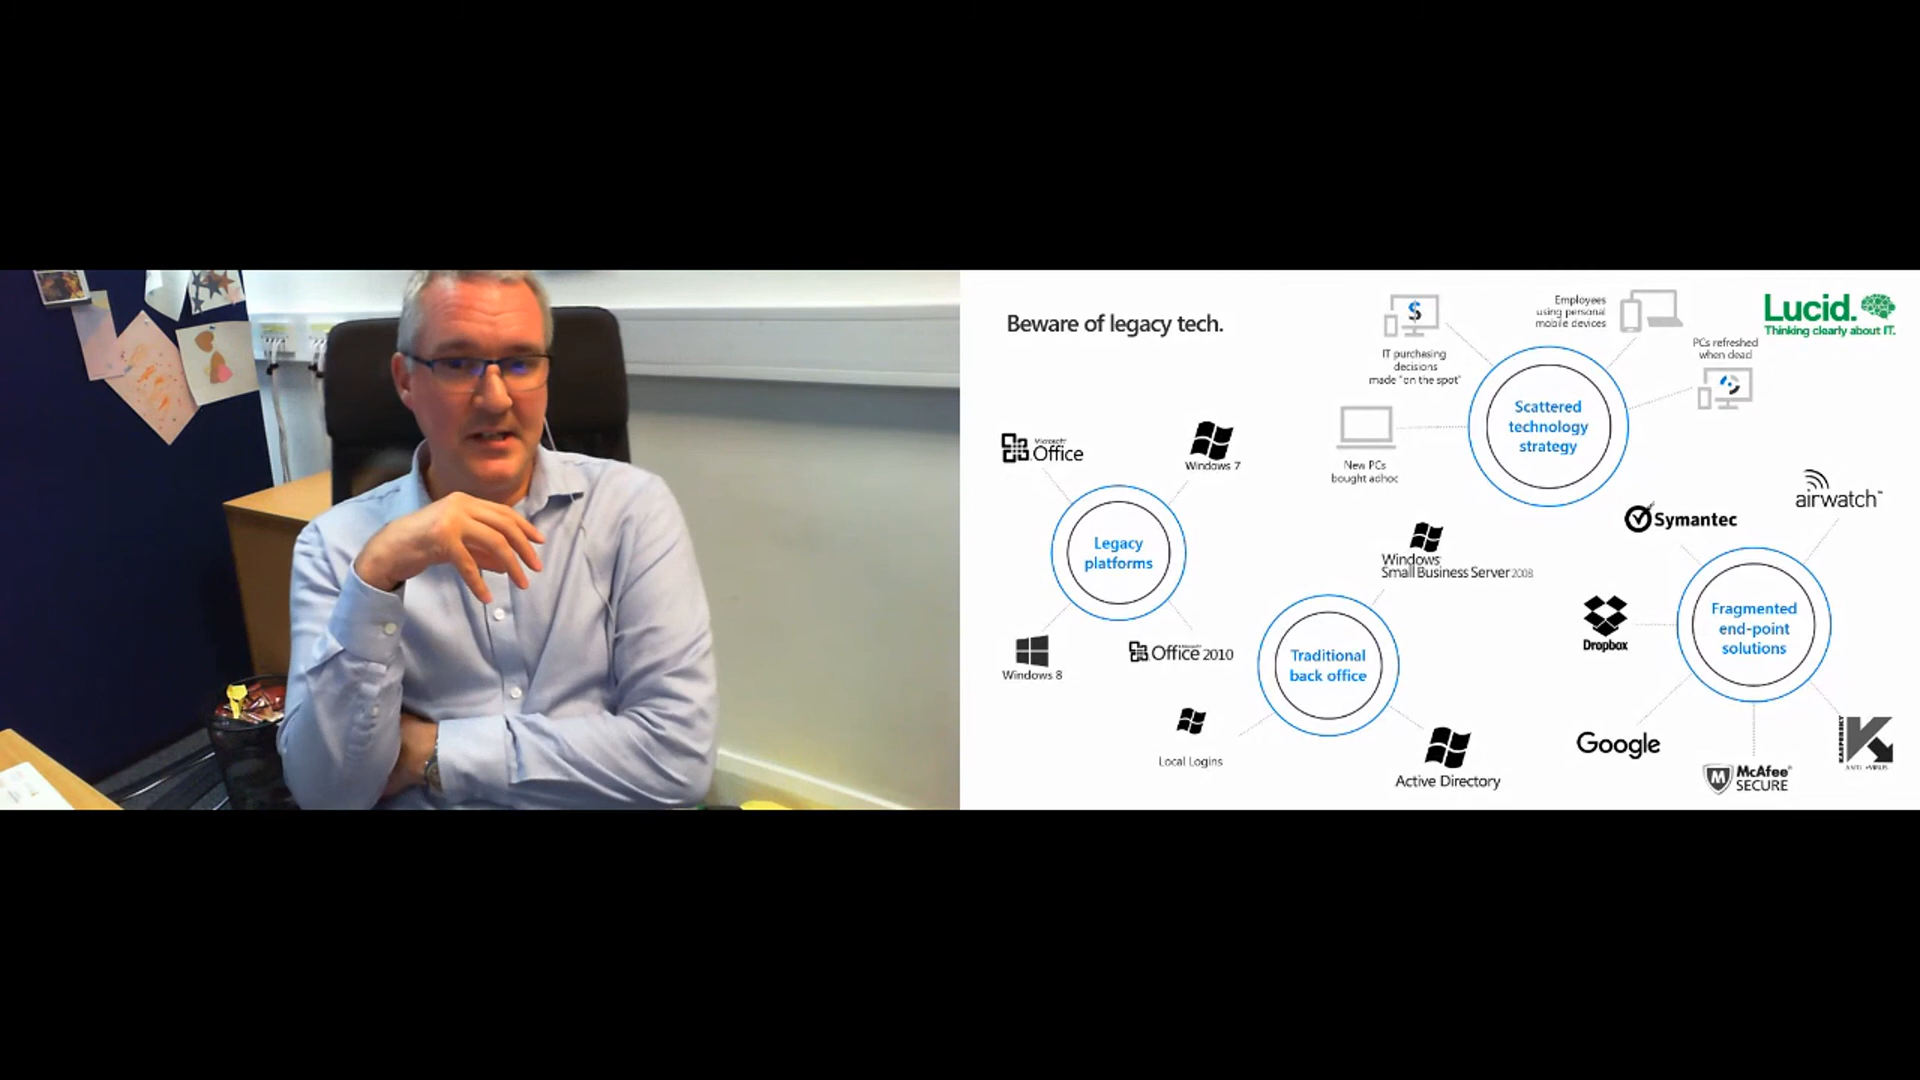 Beware of legacy tech.
Lucid.
Thinking clearly about IT.
IT purchasing
decisions
made "on the spot"
Employees
using personal
mobile devices
PCs refreshed
when dead
New PCs
bought adhoc
Scattered
technology
strategy
Microsoft
Office
Windows 7
Legacy
platforms
Windows 8
Office 2010
Windows
Small Business Server 2008
Traditional
back office
Local Logins
Active Directory
Symantec
airwatch™
Dropbox
Fragmented
end-point
solutions
Google
McAfee®
SECURE
KASPERSKY